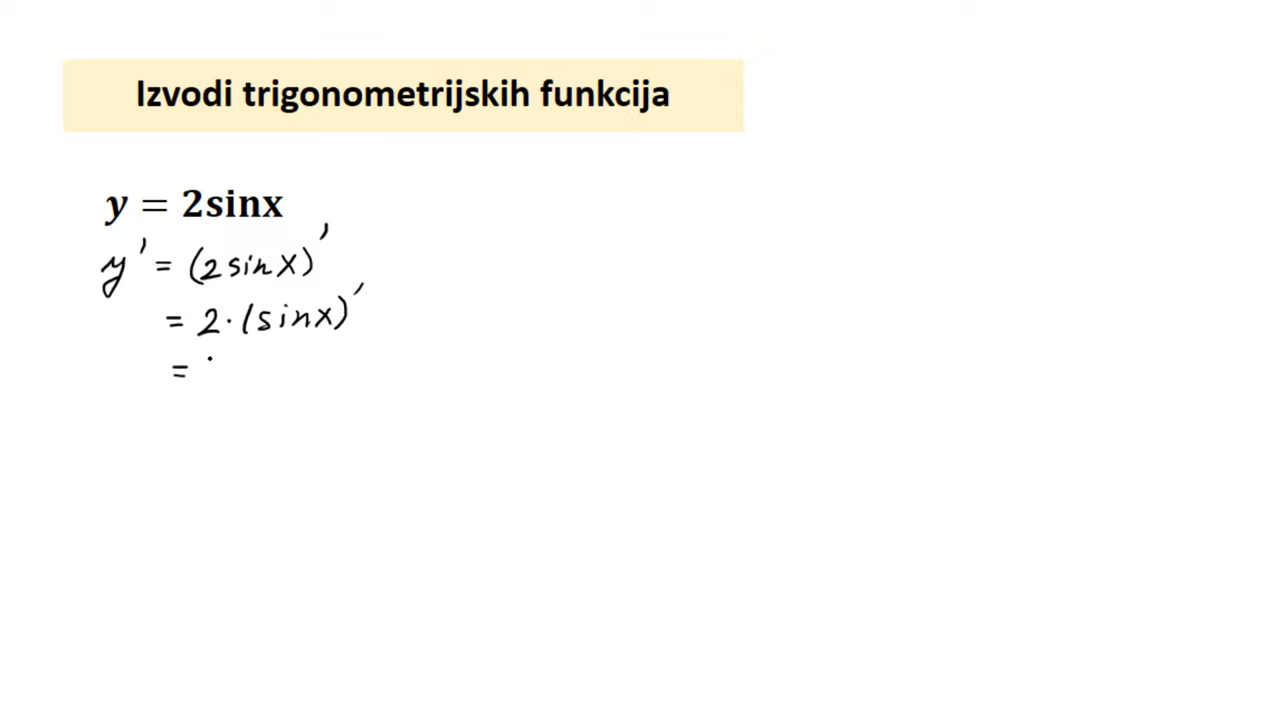 Izvodi trigonometrijskih funkcija
y = 2sinx
y' = (2sinx)'
= 2·(sinx)'
=